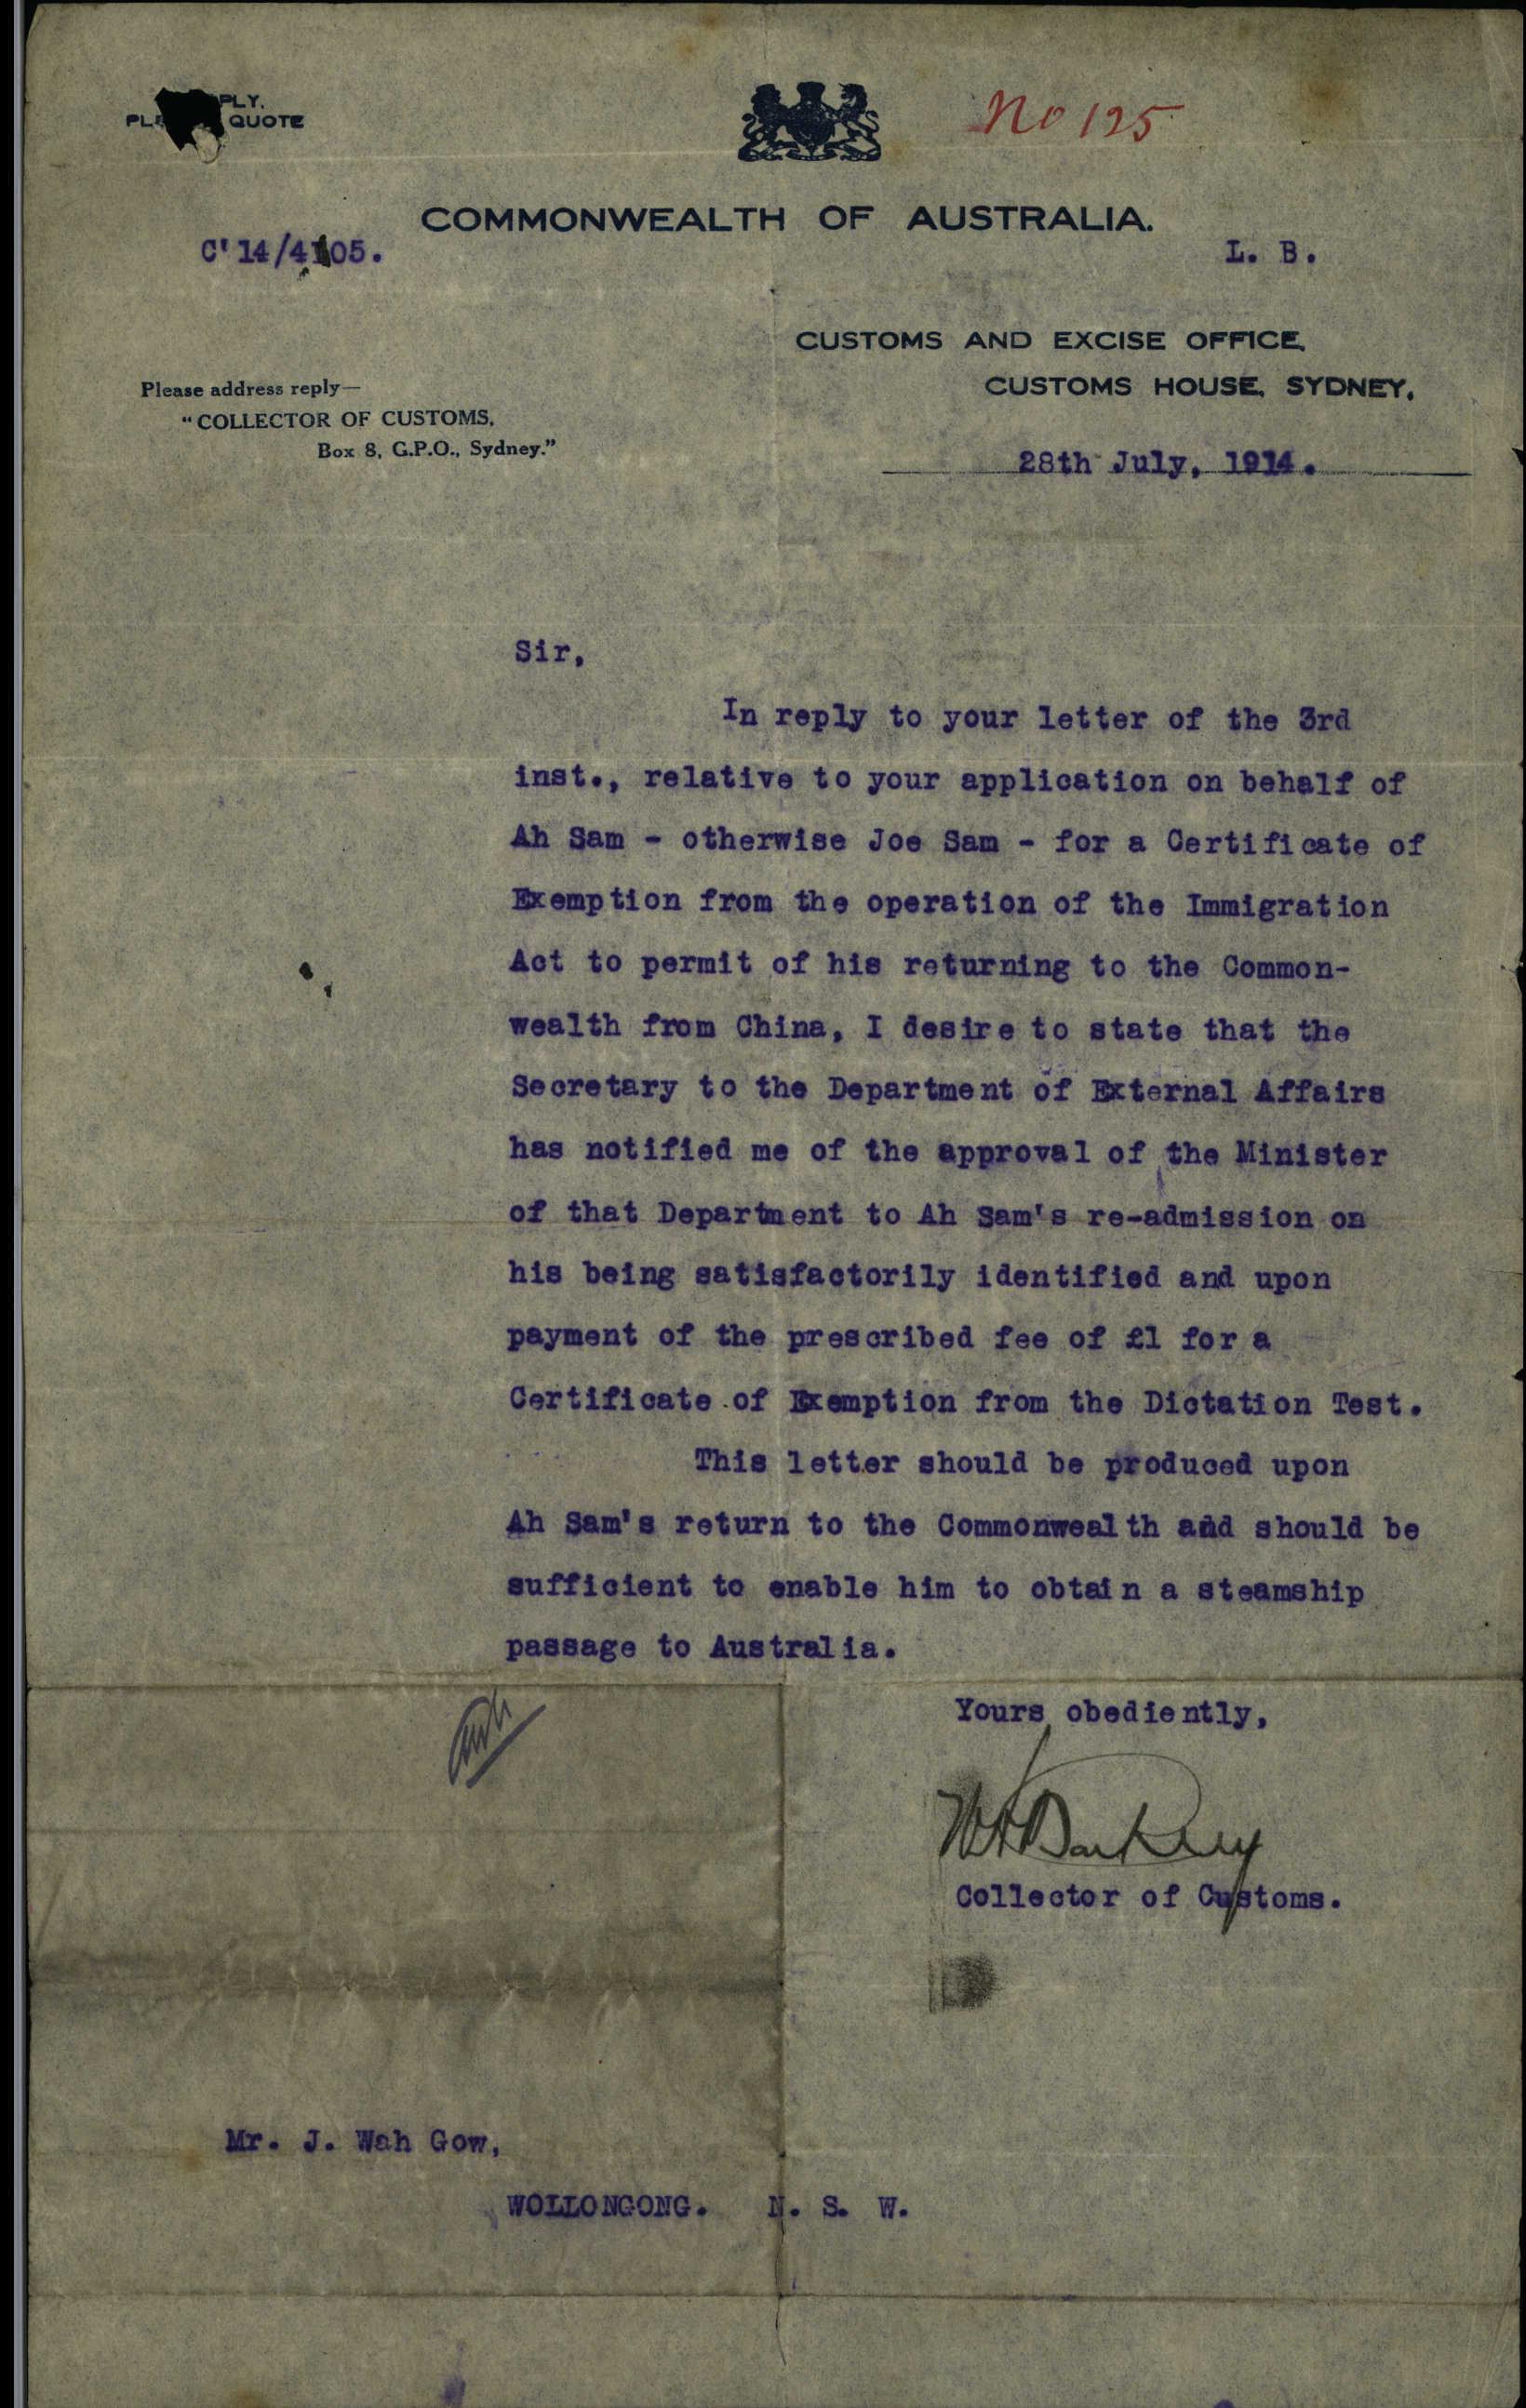 PLY.
QUOTE
No 125
COMMONWEALTH OF AUSTRALIA.
C'14/4105.
L. B.
CUSTOMS AND EXCISE OFFICE,
CUSTOMS HOUSE, SYDNEY,
Please address reply—
"COLLECTOR OF CUSTOMS,
Box 8, G.P.O., Sydney."
28th July, 1914.
Sir,
In reply to your letter of the 3rd
inst., relative to your application on behalf of
Ah Sam - otherwise Joe Sam - for a Certificate of
Exemption from the operation of the Immigration
Act to permit of his returning to the Common-
wealth from China, I desire to state that the
Secretary to the Department of External Affairs
has notified me of the approval of the Minister
of that Department to Ah Sam's re-admission on
his being satisfactorily identified and upon
payment of the prescribed fee of £1 for a
Certificate of Exemption from the Dictation Test.
This letter should be produced upon
Ah Sam's return to the Commonwealth and should be
sufficient to enable him to obtain a steamship
passage to Australia.
Yours obediently,
Collector of Customs.
Mr. J. Wah Gow,
WOLLONGONG. N. S. W.